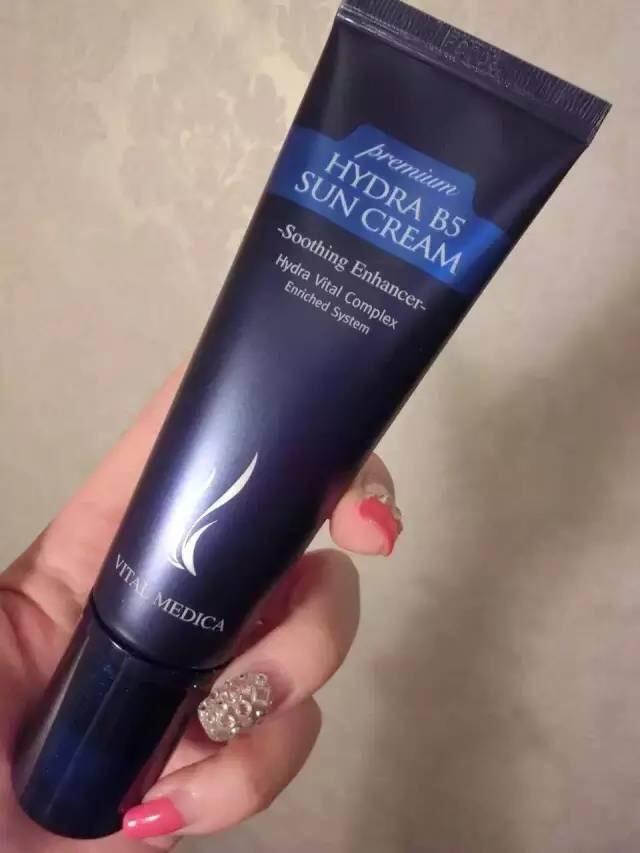 premium
HYDRA B5
SUN CREAM
-Soothing Enhancer-
Hydra Vital Complex
Enriched System
VITAL MEDICA